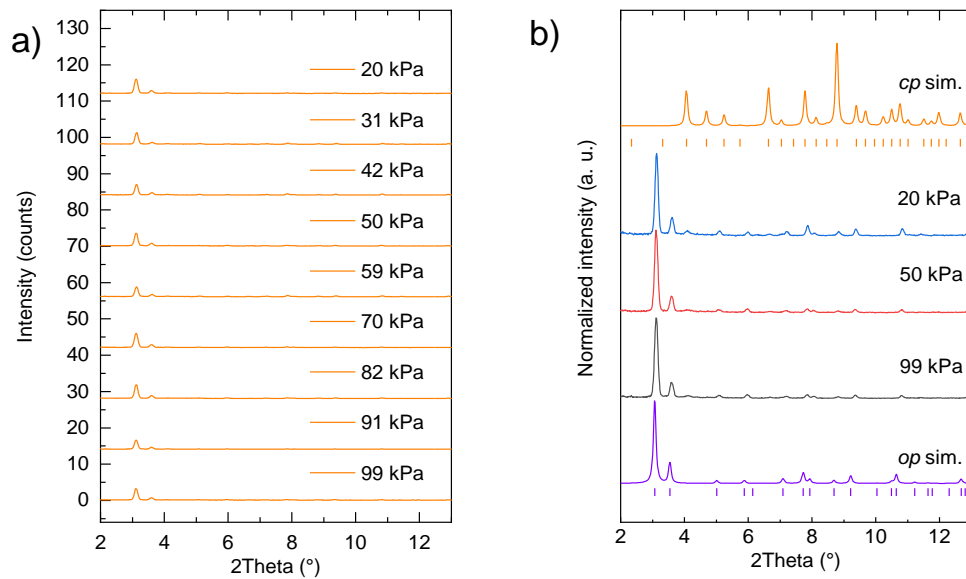 a)
Intensity (counts)
135
130
120
110
100
90
80
70
60
50
40
30
20
10
0
20 kPa
31 kPa
42 kPa
50 kPa
59 kPa
70 kPa
82 kPa
91 kPa
99 kPa
2 4 6 8 10 12
2Theta (°)
b)
Normalized intensity (a. u.)
cp sim.
20 kPa
50 kPa
99 kPa
op sim.
2 4 6 8 10 12
2Theta (°)